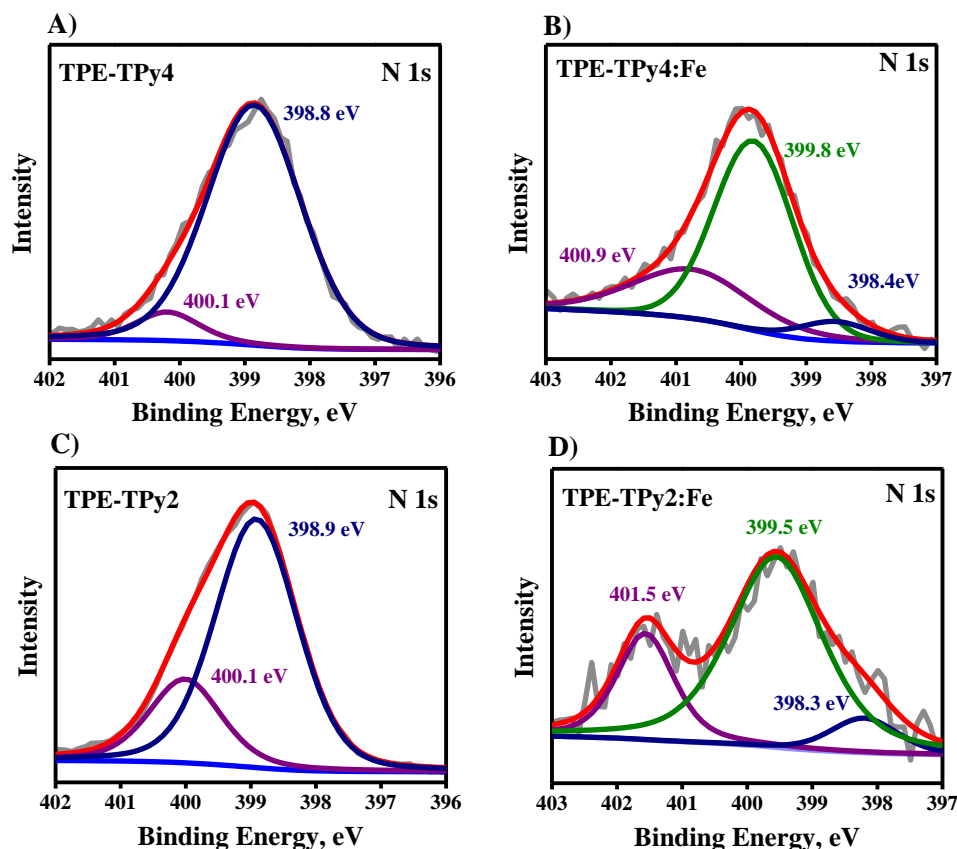 A)
TPE-TPy4
N 1s
398.8 eV
400.1 eV
Intensity
402 401 400 399 398 397 396
Binding Energy, eV
B)
TPE-TPy4:Fe
N 1s
399.8 eV
400.9 eV
398.4eV
Intensity
403 402 401 400 399 398 397
Binding Energy, eV
C)
TPE-TPy2
N 1s
398.9 eV
400.1 eV
Intensity
402 401 400 399 398 397 396
Binding Energy, eV
D)
TPE-TPy2:Fe
N 1s
399.5 eV
401.5 eV
398.3 eV
Intensity
403 402 401 400 399 398 397
Binding Energy, eV